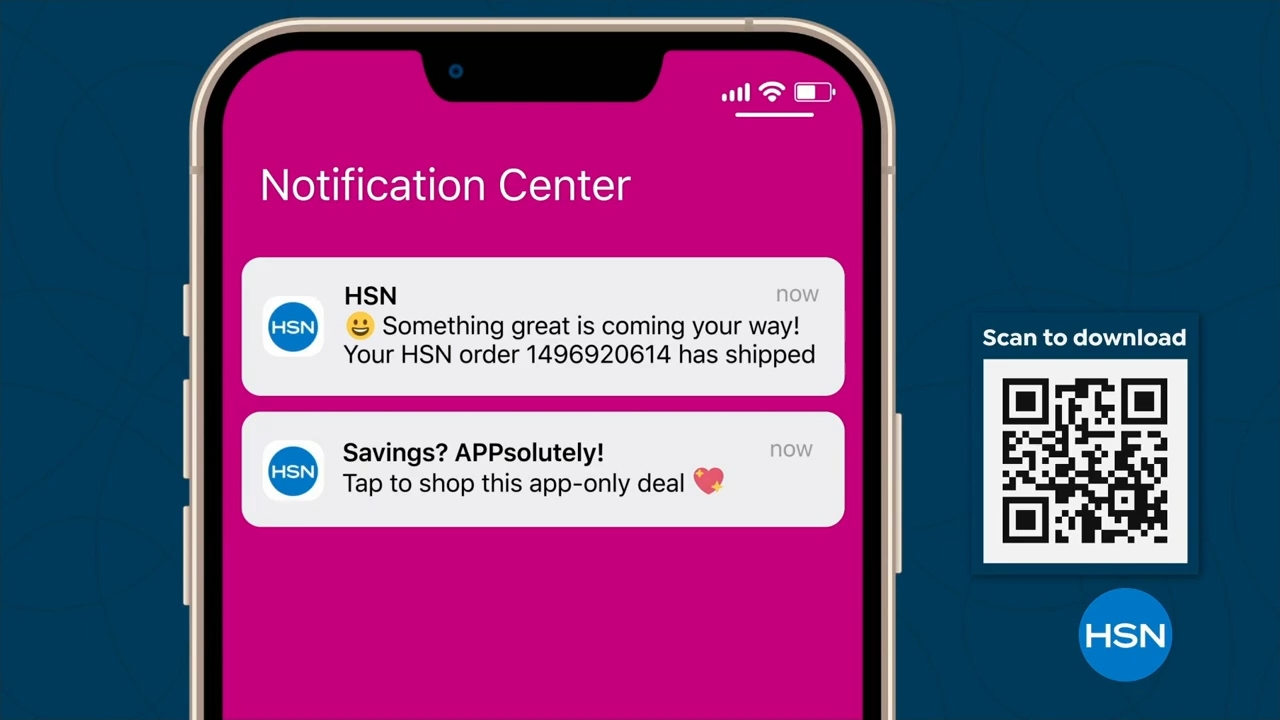 Notification Center
HSN
now
😀 Something great is coming your way!
Your HSN order 1496920614 has shipped
HSN
Savings? APPsolutely!
now
Tap to shop this app-only deal 💖
HSN
Scan to download
HSN